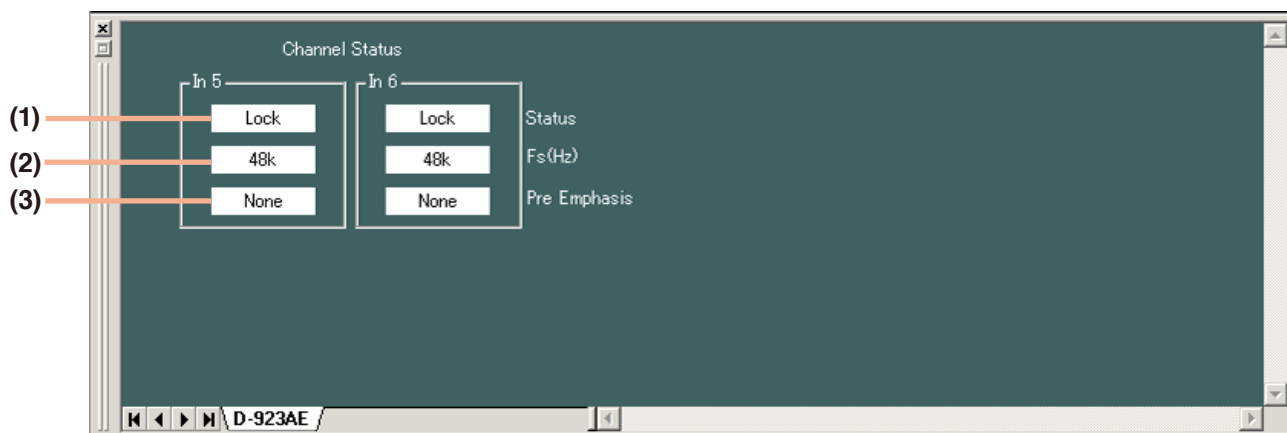 Channel Status
In 5 In 6
(1) Lock Lock Status
(2) 48k 48k Fs(Hz)
(3) None None Pre Emphasis
D-923AE